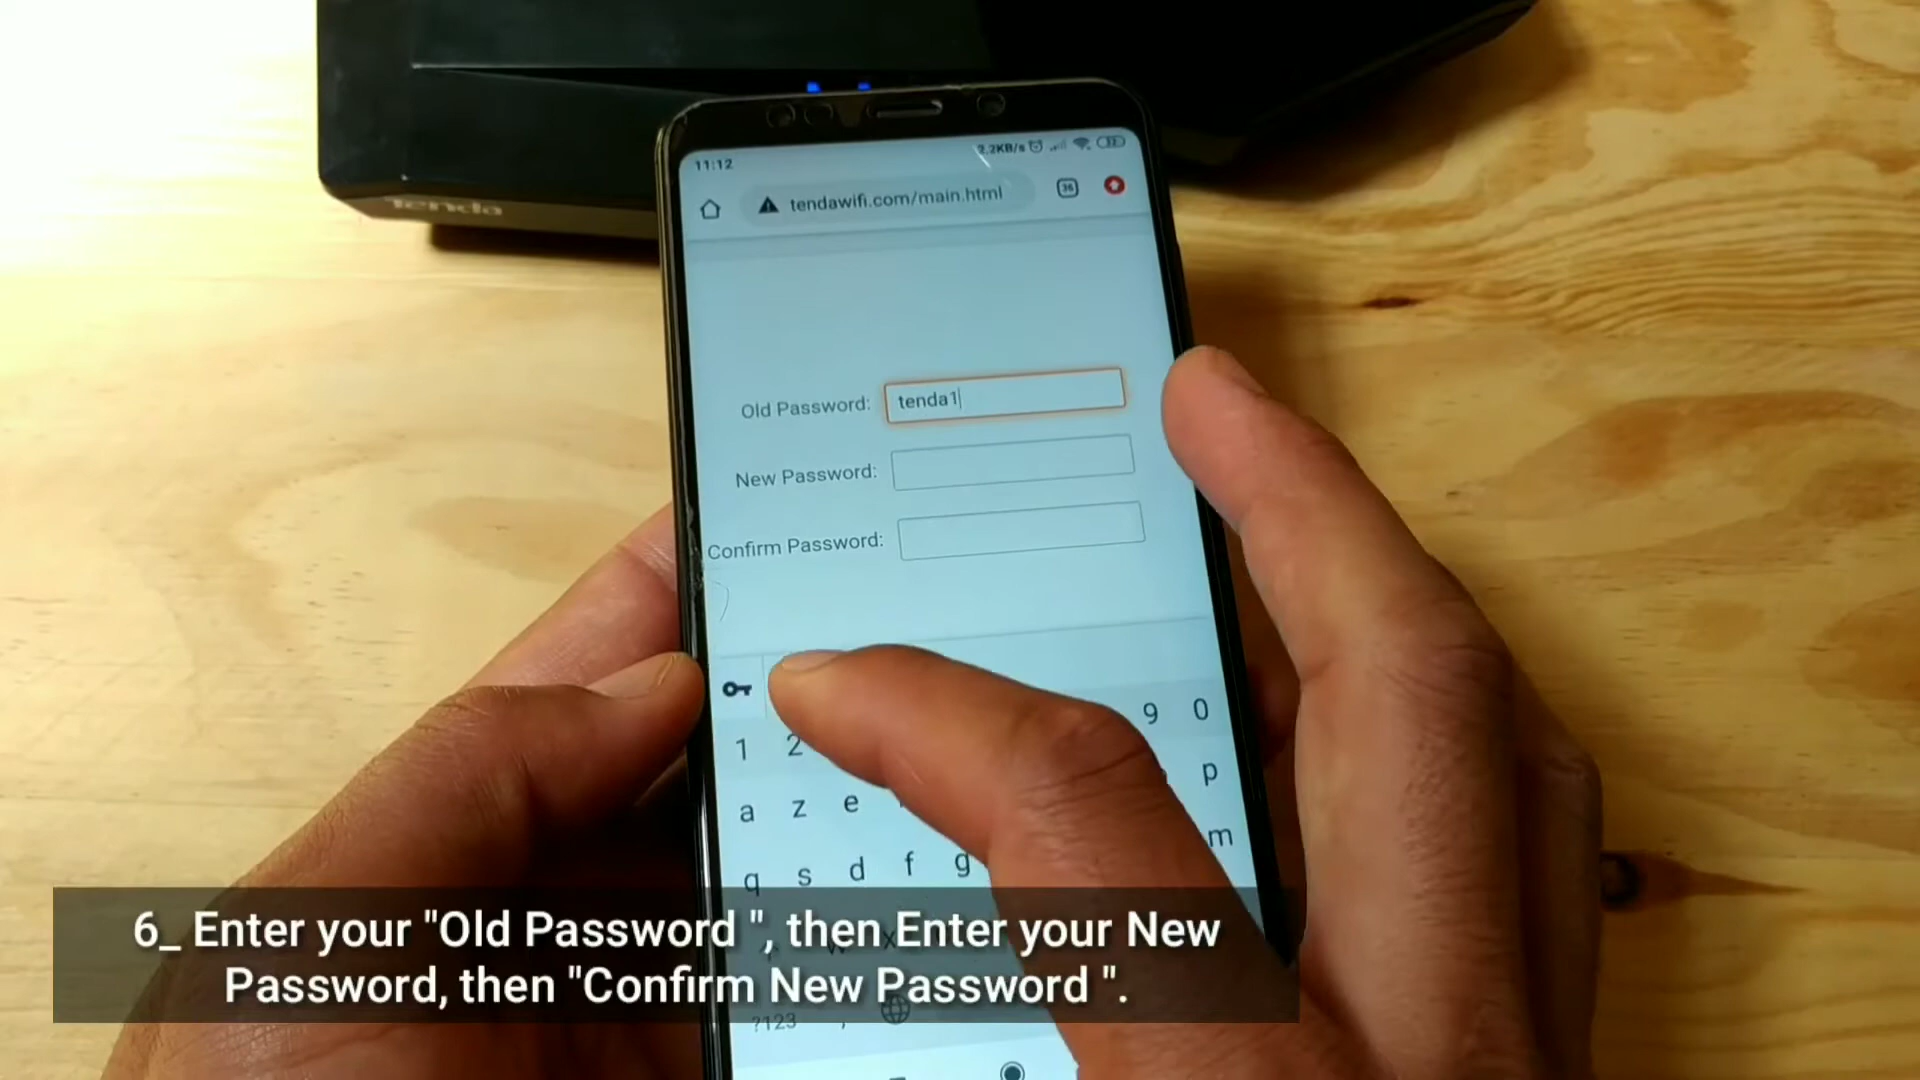 Tenda
11:12
2.2KB/s
tendawifi.com/main.html
36
Old Password: tenda1
New Password:
Confirm Password:
1 2 9 0
a z e p
q s d f g m
x
?123 ,
6_ Enter your "Old Password ", then Enter your New
Password, then "Confirm New Password ".